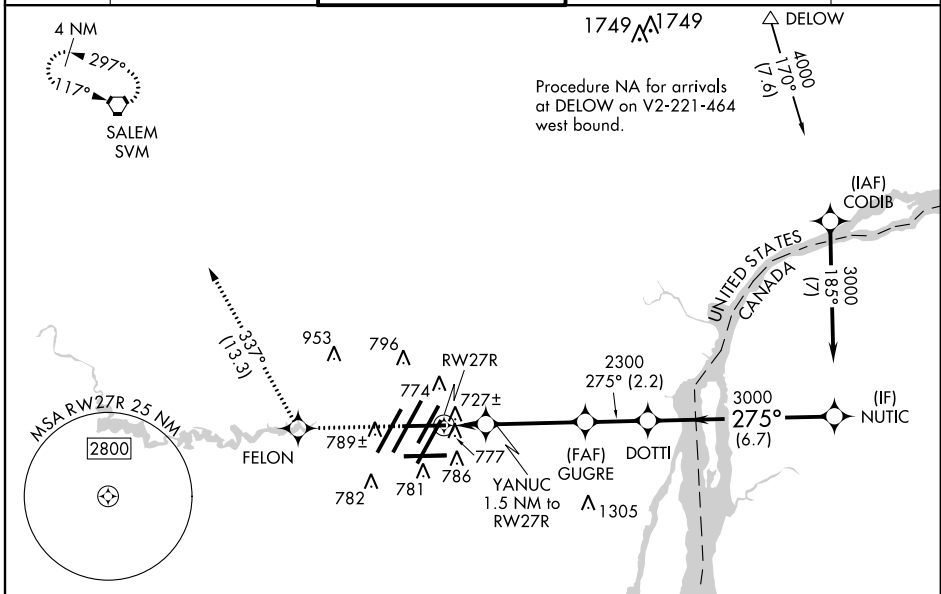 4 NM
297°
117°
SALEM
SVM
1749
1749
DELOW
4000
170°
(7.6)
Procedure NA for arrivals
at DELOW on V2-221-464
west bound.
(IAF)
CODIB
UNITED STATES
CANADA
3000
185°
(7)
337°
(13.3)
953
796
RW27R
774
727±
2300
275° (2.2)
3000
275°
(6.7)
(IF)
NUTIC
MSA RW27R 25 NM
2800
FELON
789±
777
(FAF)
GUGRE
DOTTI
782
781
786
YANUC
1.5 NM to
RW27R
1305